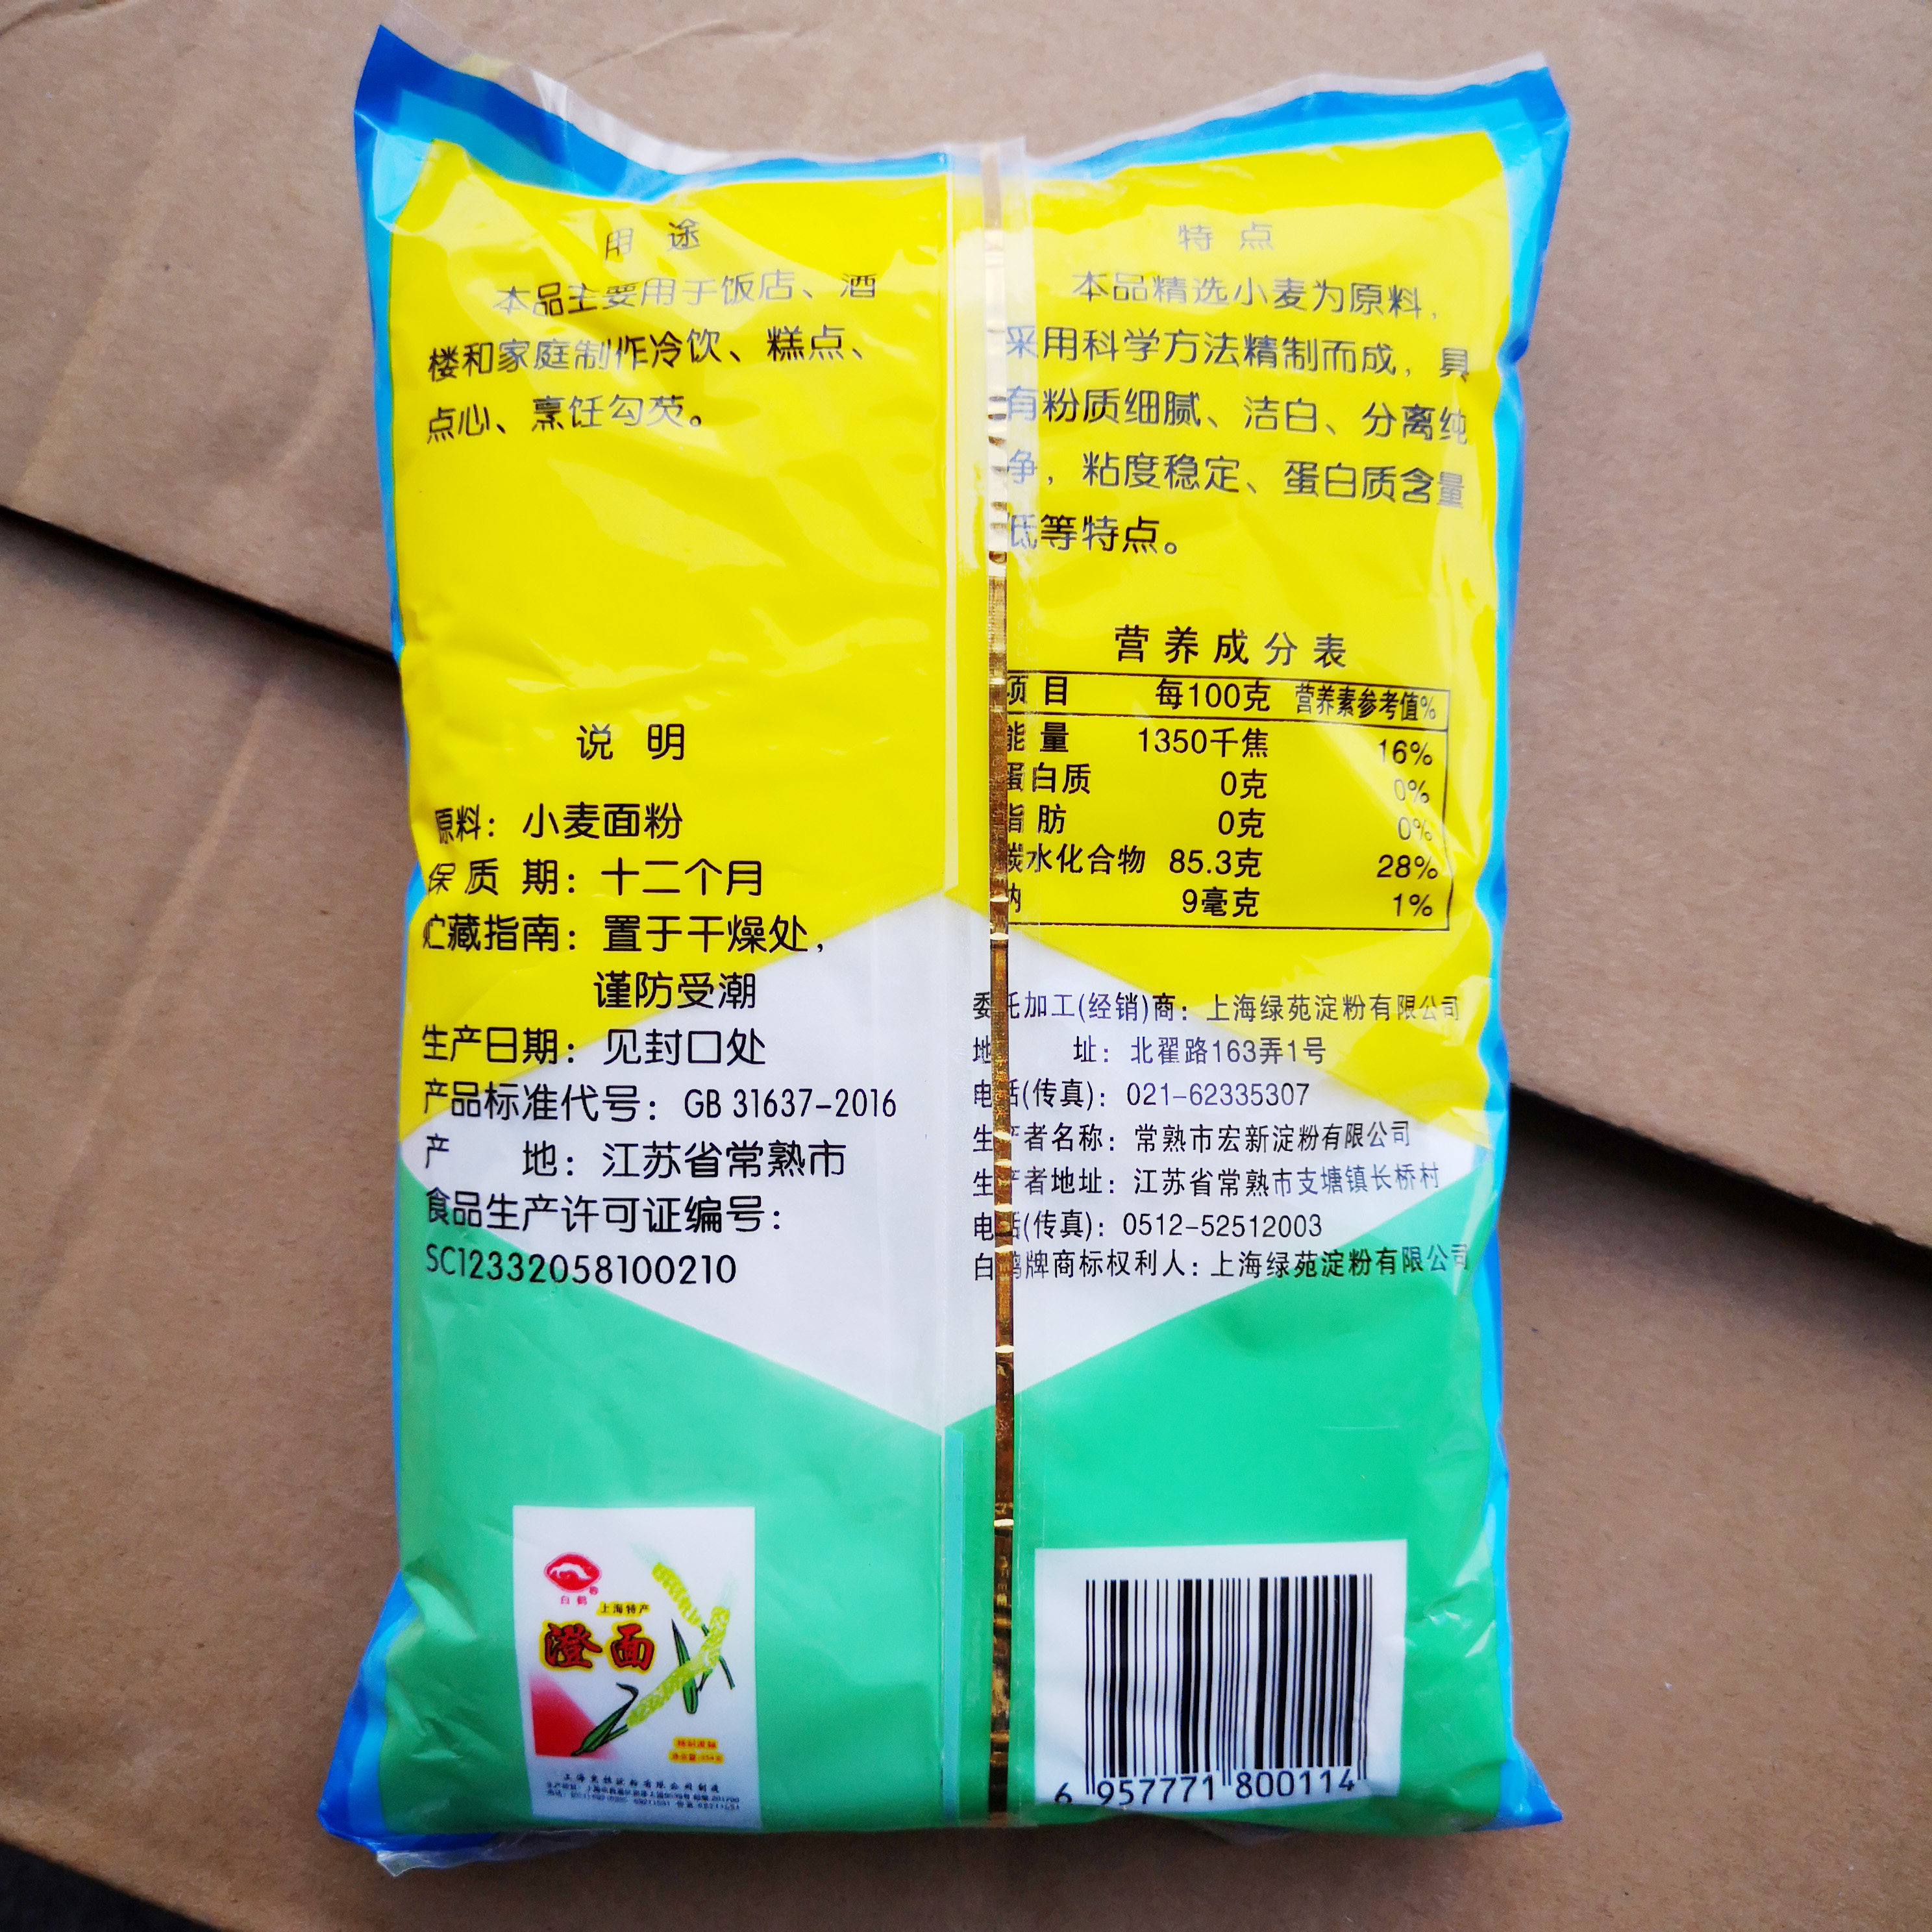 用途
本品主要用于饭店、酒
楼和家庭制作冷饮、糕点、
点心、烹饪勾芡。
特点
本品精选小麦为原料，
采用科学方法精制而成，具
有粉质细腻、洁白、分离纯
争，粘度稳定、蛋白质含量
低等特点。
营养成分表
项目 每100克 营养素参考值%
能量 1350千焦 16%
蛋白质 0克 0%
脂肪 0克 0%
碳水化合物 85.3克 28%
钠 9毫克 1%
说明
原料：小麦面粉
保质期：十二个月
贮藏指南：置于干燥处，
谨防受潮
生产日期：见封口处
产品标准代号：GB 31637-2016
产地：江苏省常熟市
食品生产许可证编号：
SC12332058100210
委托加工(经销)商：上海绿苑淀粉有限公司
地址：北翟路163弄1号
电话(传真)：021-62335307
生产者名称：常熟市宏新淀粉有限公司
生产者地址：江苏省常熟市支塘镇长桥村
电话(传真)：0512-52512003
白鹤牌商标权利人：上海绿苑淀粉有限公司
白鹤
上海特产
澄面
6 957771 800114